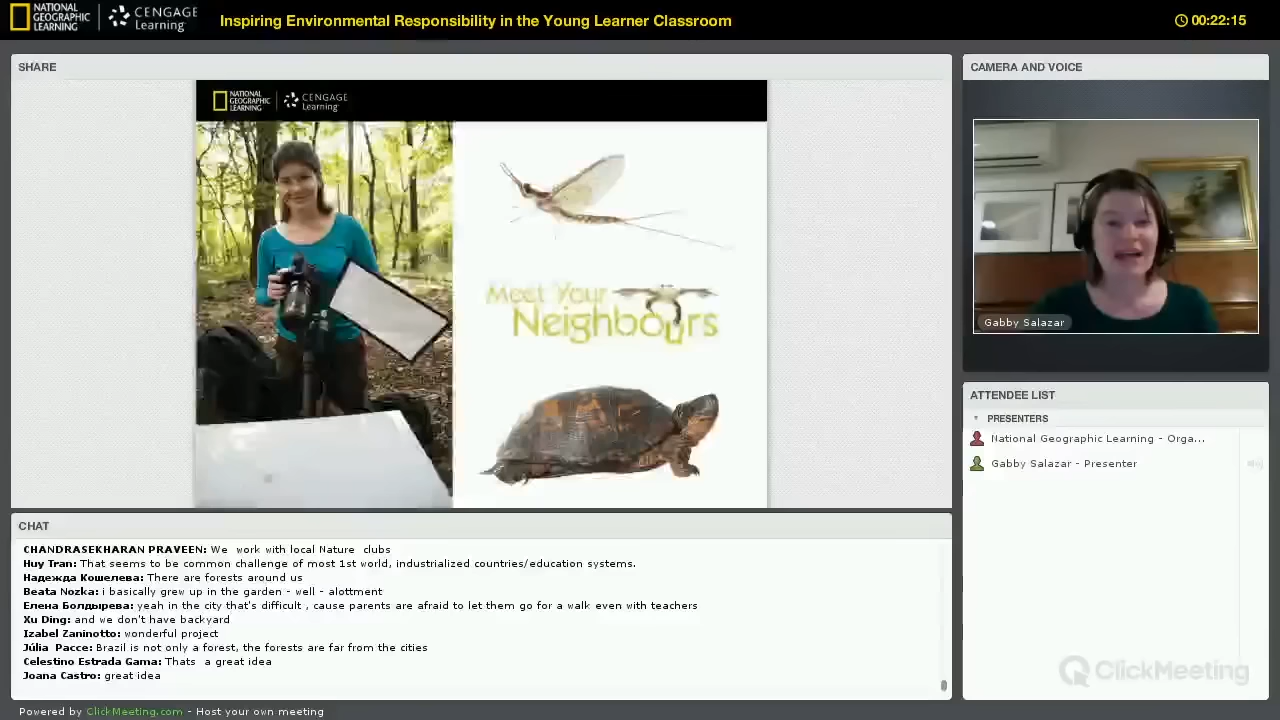 NATIONAL
GEOGRAPHIC
LEARNING
CENGAGE
Learning
Inspiring Environmental Responsibility in the Young Learner Classroom
00:22:15
SHARE
NATIONAL
GEOGRAPHIC
LEARNING
CENGAGE
Learning
Meet Your
Neighbours
CAMERA AND VOICE
Gabby Salazar
ATTENDEE LIST
PRESENTERS
National Geographic Learning - Orga...
Gabby Salazar - Presenter
CHAT
CHANDRASEKHARAN PRAVEEN: We work with local Nature clubs
Huy Tran: That seems to be common challenge of most 1st world, industrialized countries/education systems.
Надежда Кошелева: There are forests around us
Beata Nozka: i basically grew up in the garden - well - alottment
Елена Болдырева: yeah in the city that's difficult , cause parents are afraid to let them go for a walk even with teachers
Xu Ding: and we don't have backyard
Izabel Zaninotto: wonderful project
Júlia Pacce: Brazil is not only a forest, the forests are far from the cities
Celestino Estrada Gama: Thats a great idea
Joana Castro: great idea
ClickMeeting
Powered by ClickMeeting.com - Host your own meeting